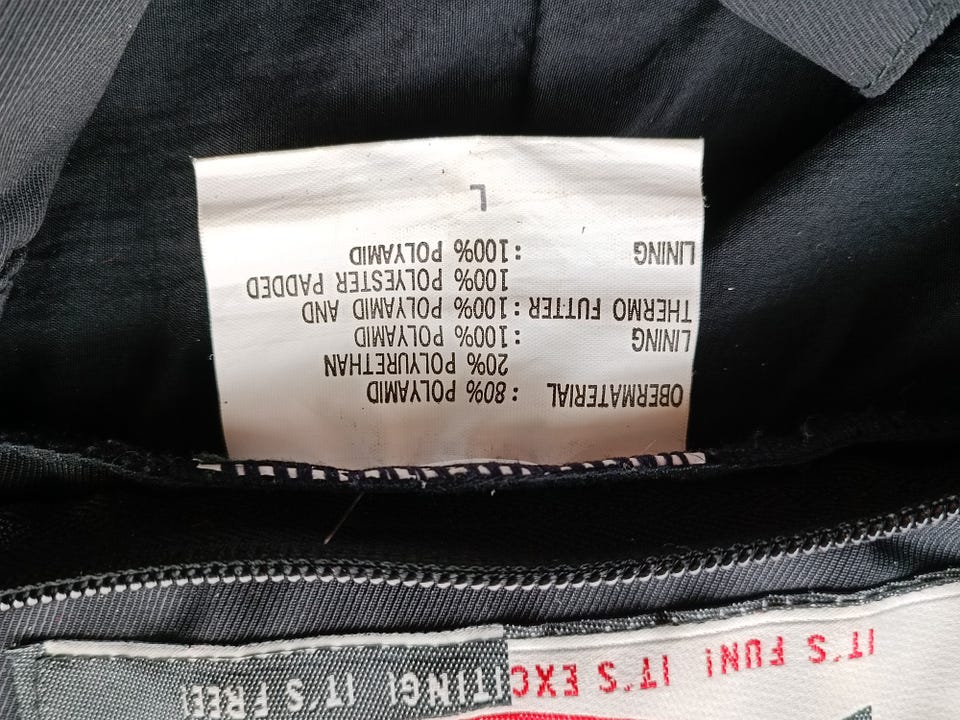 OBERMATERIAL : 80% POLYAMID
20% POLYURETHAN
LINING : 100% POLYAMID
THERMO FUTTER : 100% POLYAMID AND
100% POLYESTER PADDED
LINING : 100% POLYAMID
L
IT'S FUN! IT'S EXCITING! IT'S FREE!